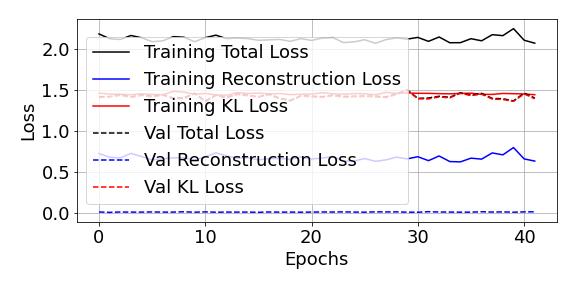 2.0
1.5
1.0
0.5
0.0
Loss
Training Total Loss
Training Reconstruction Loss
Training KL Loss
Val Total Loss
Val Reconstruction Loss
Val KL Loss
0 10 20 30 40
Epochs